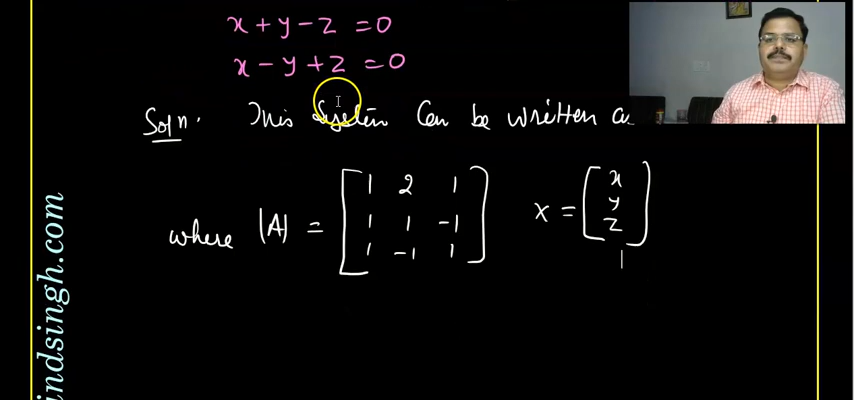 x + y - z = 0
x - y + z = 0
Soln. This System Can be written a
where |A| = [ 1 2 1
1 1 -1
1 -1 1 ]
x = [ x
y
z ]
indsingh.com